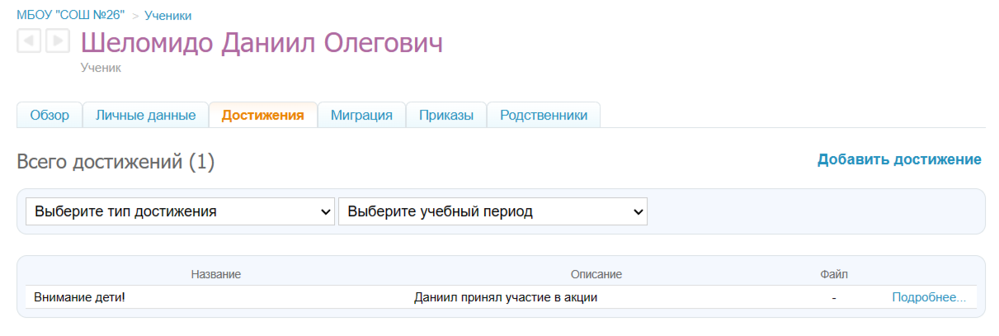 МБОУ "СОШ №26" > Ученики
Шеломидо Даниил Олегович
Ученик
Обзор Личные данные Достижения Миграция Приказы Родственники
Всего достижений (1) Добавить достижение
Выберите тип достижения Выберите учебный период
Название Описание Файл
Внимание дети! Даниил принял участие в акции - Подробнее...